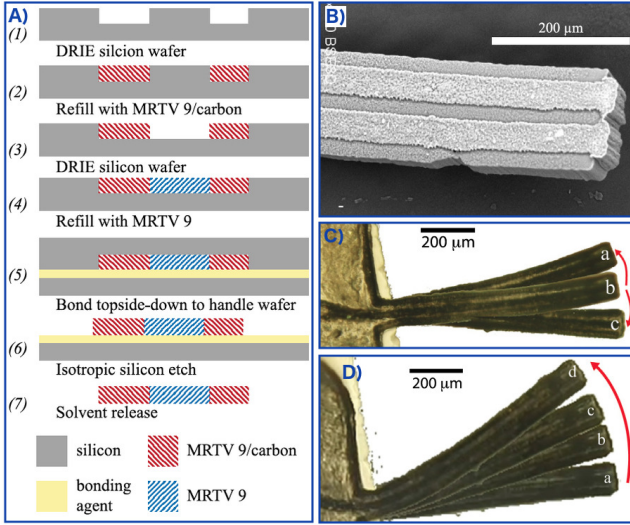 A)
(1)
DRIE silcion wafer
(2)
Refill with MRTV 9/carbon
(3)
DRIE silicon wafer
(4)
Refill with MRTV 9
(5)
Bond topside-down to handle wafer
(6)
Isotropic silicon etch
(7)
Solvent release
silicon
MRTV 9/carbon
bonding
agent
MRTV 9
B)
200 µm
C)
200 µm
a
b
c
D)
200 µm
d
c
b
a